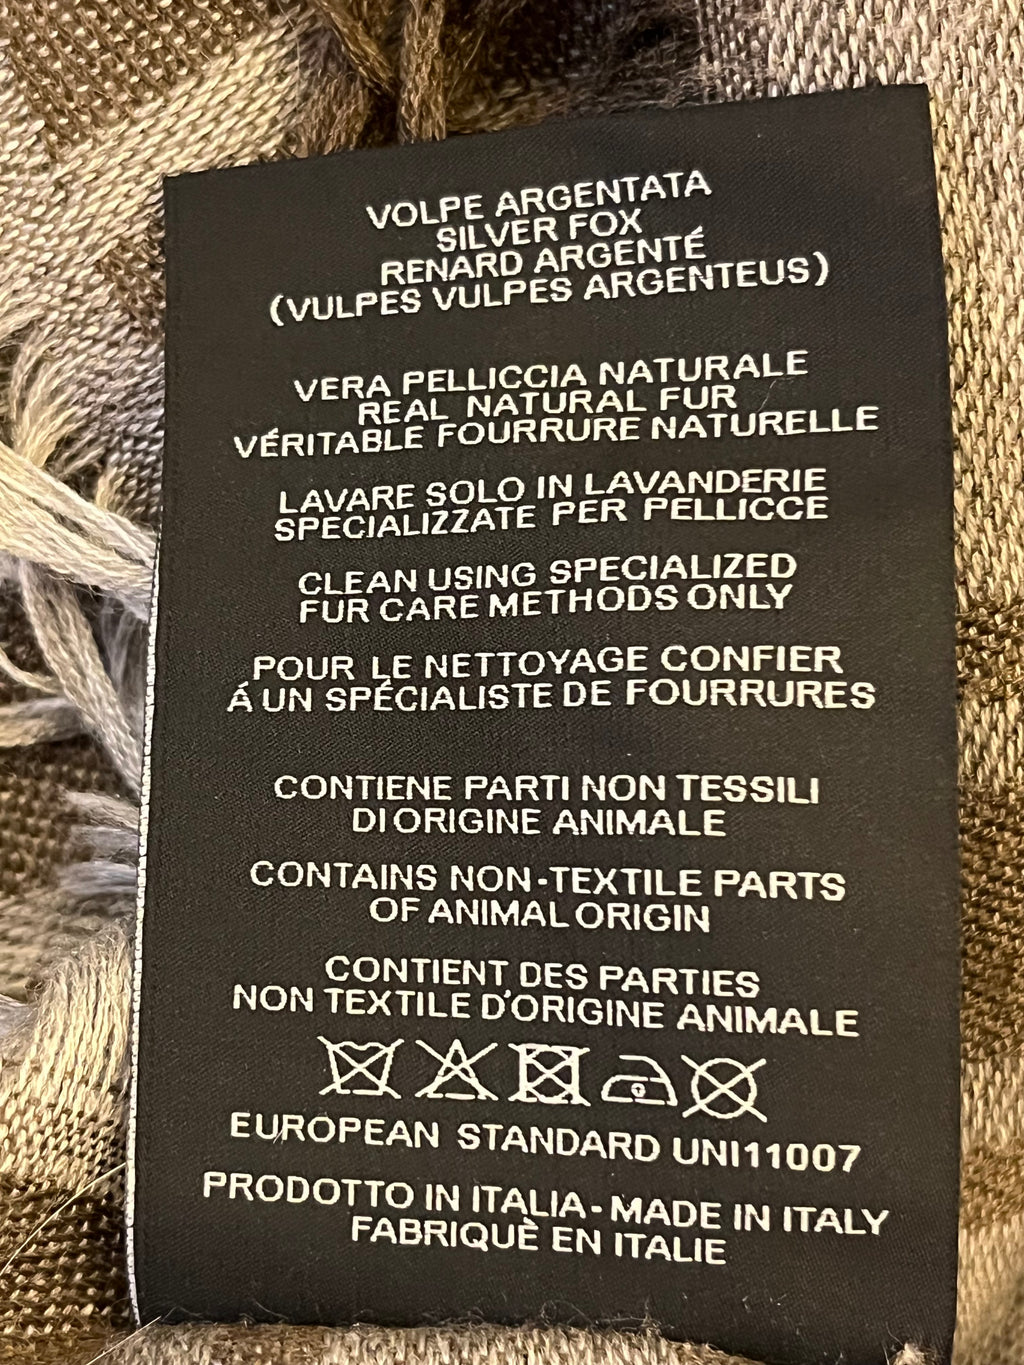 VOLPE ARGENTATA
SILVER FOX
RENARD ARGENTÉ
(VULPES VULPES ARGENTEUS)
VERA PELLICCIA NATURALE
REAL NATURAL FUR
VÉRITABLE FOURRURE NATURELLE
LAVARE SOLO IN LAVANDERIE
SPECIALIZZATE PER PELLICCE
CLEAN USING SPECIALIZED
FUR CARE METHODS ONLY
POUR LE NETTOYAGE CONFIER
Á UN SPÉCIALISTE DE FOURRURES
CONTIENE PARTI NON TESSILI
DI ORIGINE ANIMALE
CONTAINS NON-TEXTILE PARTS
OF ANIMAL ORIGIN
CONTIENT DES PARTIES
NON TEXTILE D'ORIGINE ANIMALE
EUROPEAN STANDARD UNI11007
PRODOTTO IN ITALIA - MADE IN ITALY
FABRIQUÈ EN ITALIE